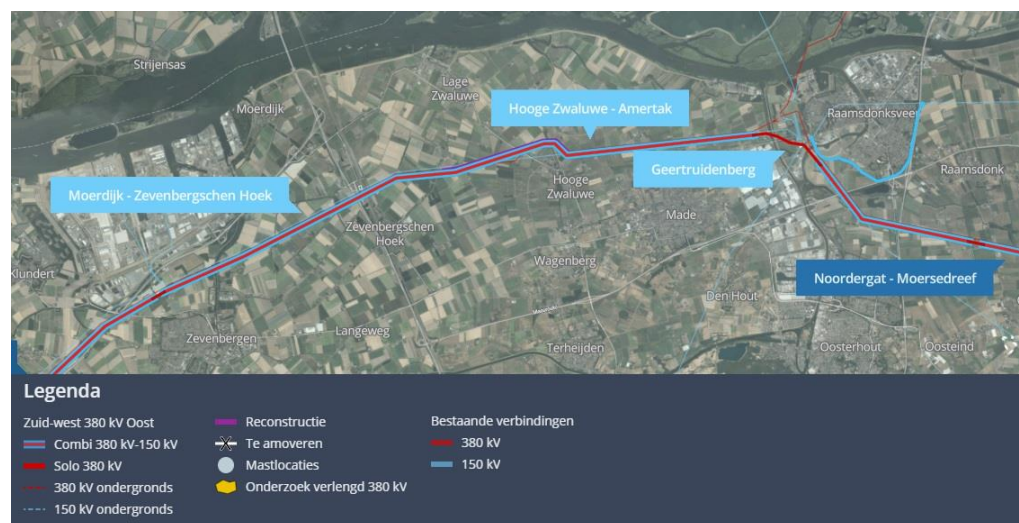 Strijensas
Moerdijk
Lage
Zwaluwe
Hooge Zwaluwe - Amertak
Raamsdonksveer
Raamsdonk
Geertruidenberg
Moerdijk - Zevenbergschen Hoek
Hooge
Zwaluwe
Made
Zevenbergschen
Hoek
Klundert
Wagenberg
Noordergat - Moersedreef
Den Hout
Zevenbergen
Langeweg
Terheijden
Oosterhout
Oosteind
Legenda
Zuid-west 380 kV Oost
Combi 380 kV-150 kV
Solo 380 kV
380 kV ondergronds
150 kV ondergronds
Reconstructie
Te amoveren
Mastlocaties
Onderzoek verlengd 380 kV
Bestaande verbindingen
380 kV
150 kV